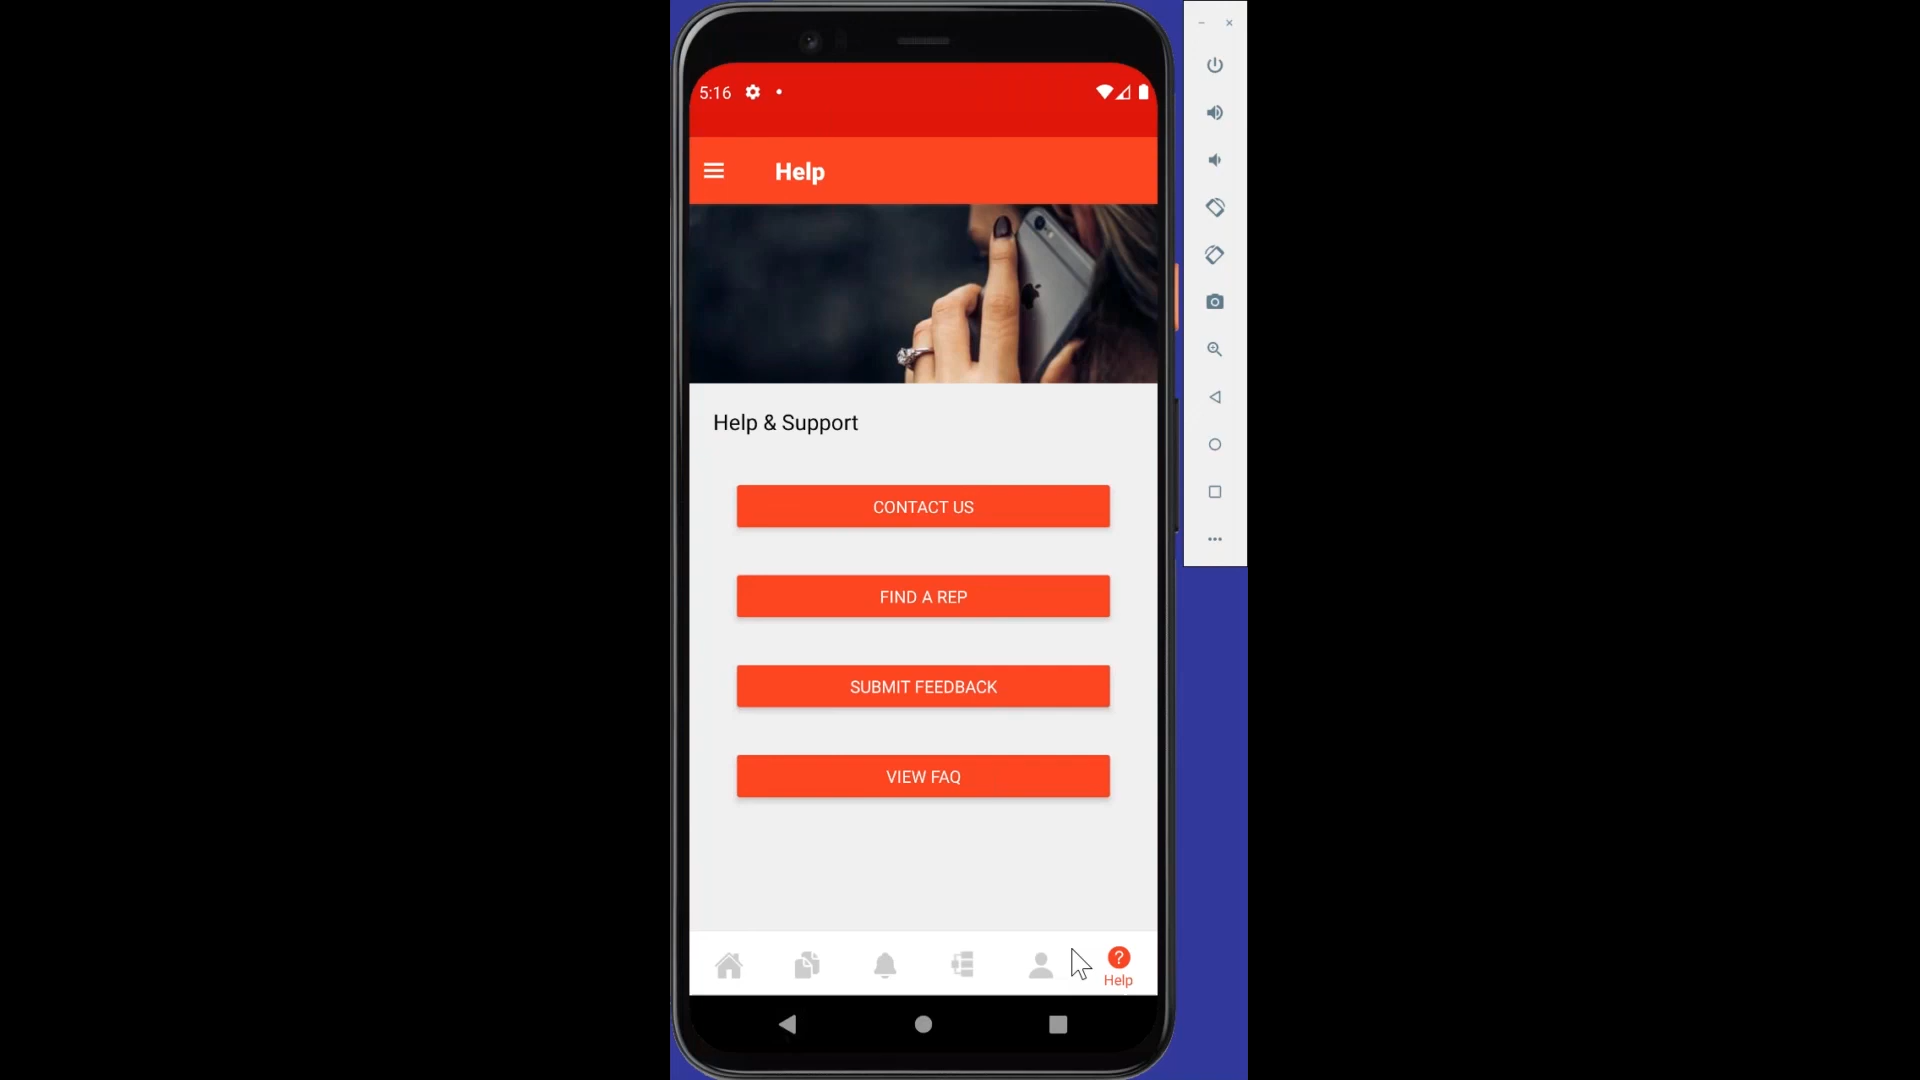 5:16
Help
Help & Support
CONTACT US
FIND A REP
SUBMIT FEEDBACK
VIEW FAQ
?
Help